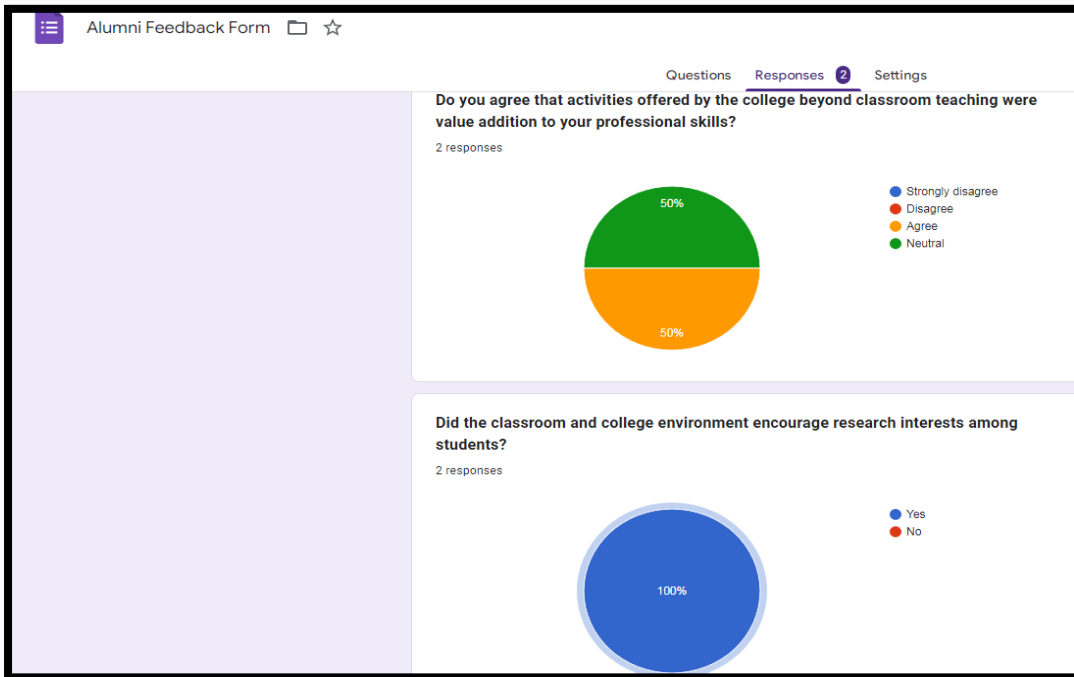 Alumni Feedback Form
Questions Responses 2 Settings
Do you agree that activities offered by the college beyond classroom teaching were
value addition to your professional skills?
2 responses
50%
50%
Strongly disagree
Disagree
Agree
Neutral
Did the classroom and college environment encourage research interests among
students?
2 responses
100%
Yes
No